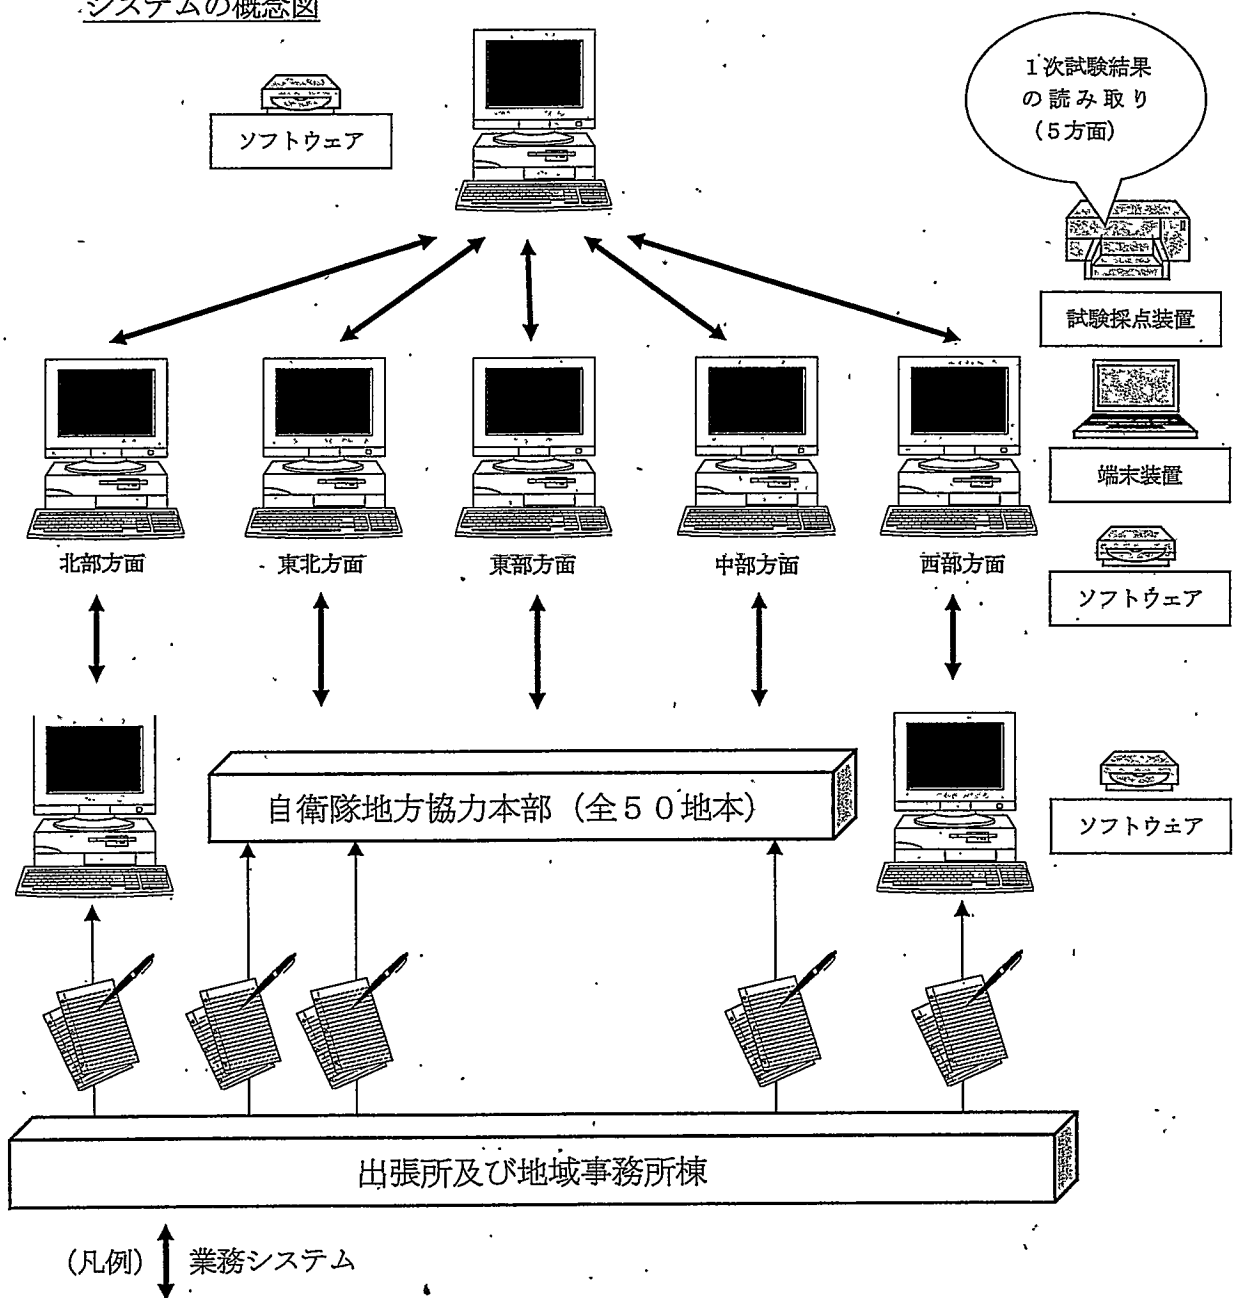 システムの概念図
ソフトウェア
1次試験結果
の読み取り
(5方面)
試験採点装置
端末装置
北部方面
東北方面
東部方面
中部方面
西部方面
ソフトウェア
自衛隊地方協力本部（全50地本）
ソフトウエア
出張所及び地域事務所棟
(凡例) 業務システム